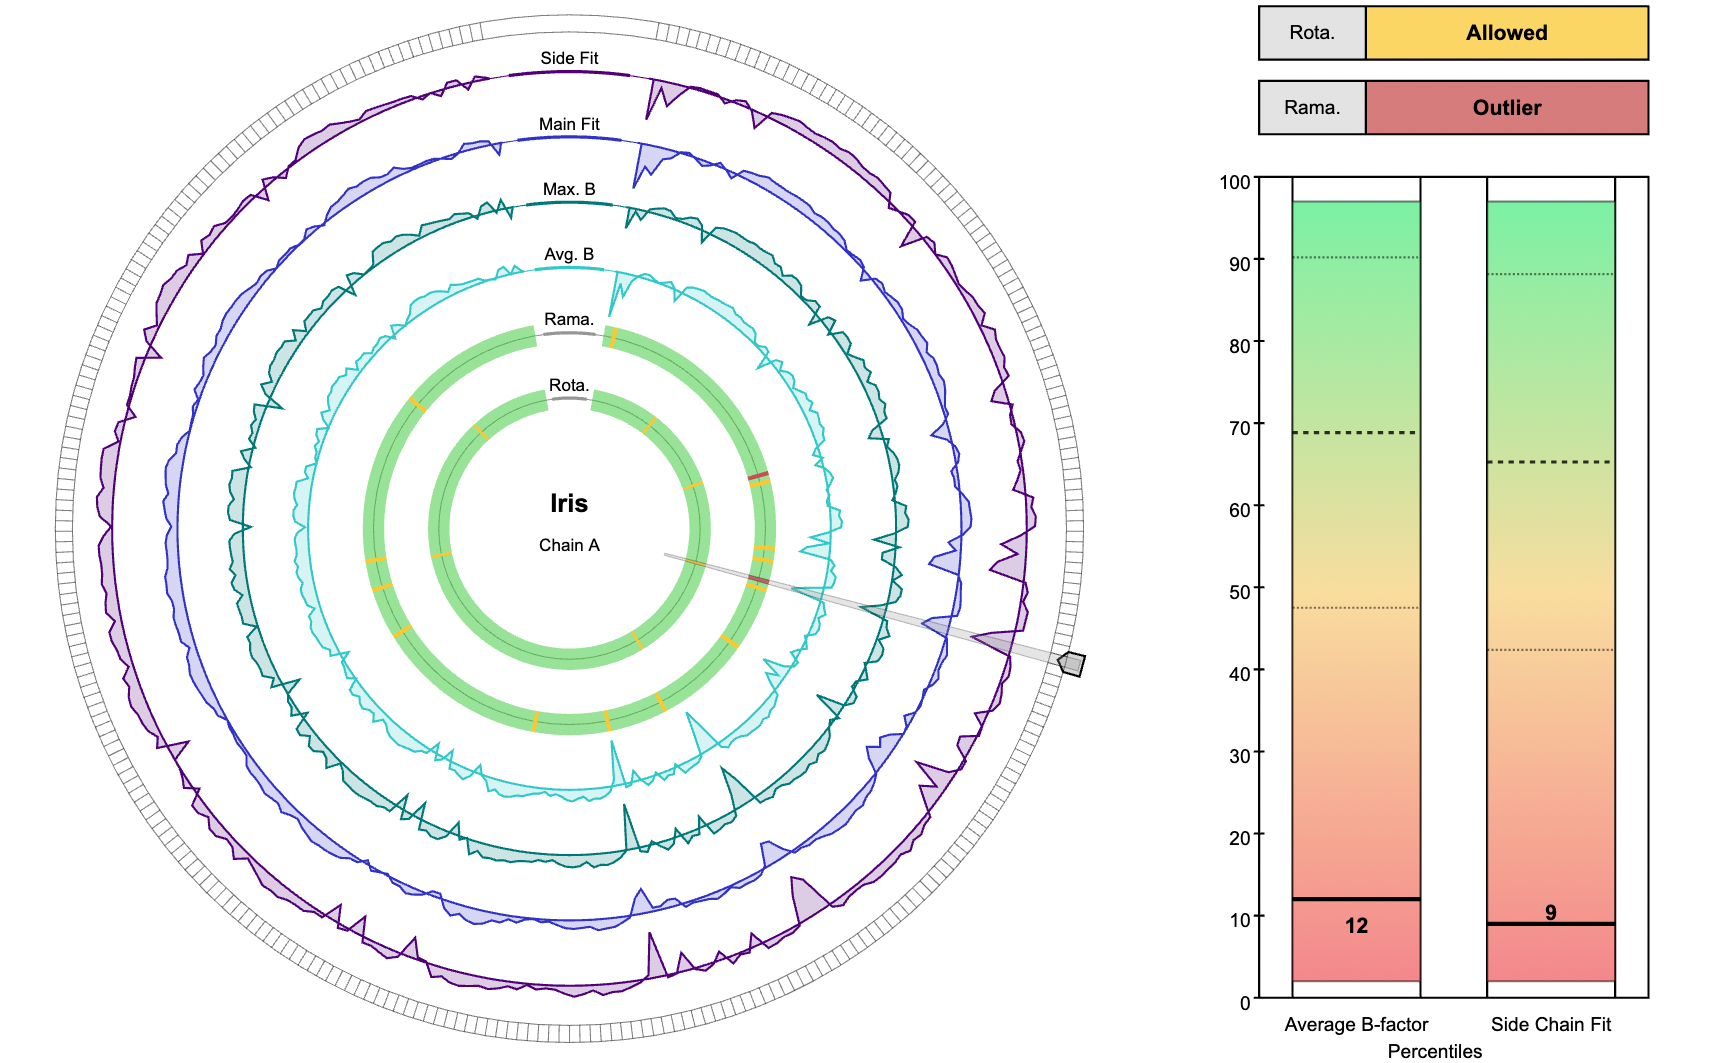 Side Fit
Main Fit
Max. B
Avg. B
Rama.
Rota.
Iris
Chain A
Rota.
Allowed
Rama.
Outlier
100
90
80
70
60
50
40
30
20
10
0
12
9
Average B-factor
Side Chain Fit
Percentiles